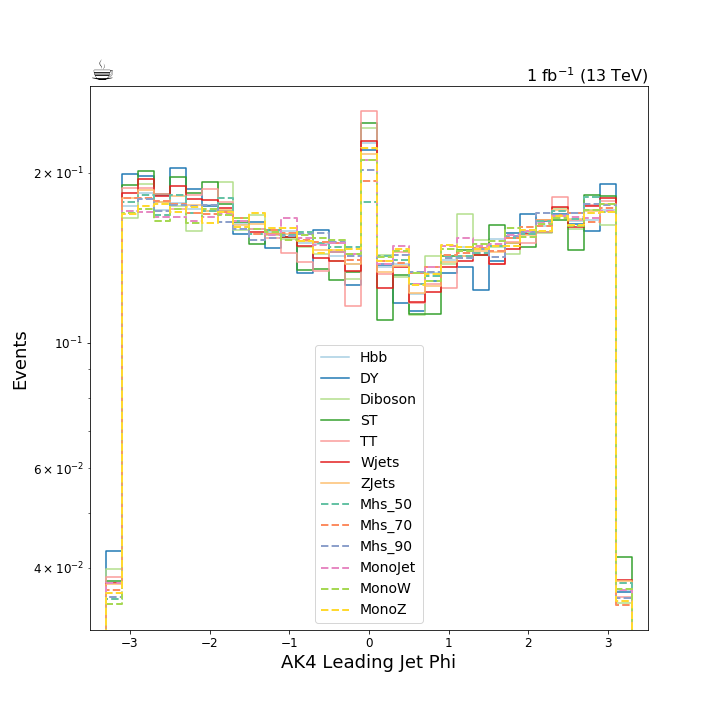 ☕
1 fb⁻¹ (13 TeV)
Events
2 × 10⁻¹
10⁻¹
6 × 10⁻²
4 × 10⁻²
Hbb
DY
Diboson
ST
TT
Wjets
ZJets
Mhs_50
Mhs_70
Mhs_90
MonoJet
MonoW
MonoZ
−3 −2 −1 0 1 2 3
AK4 Leading Jet Phi